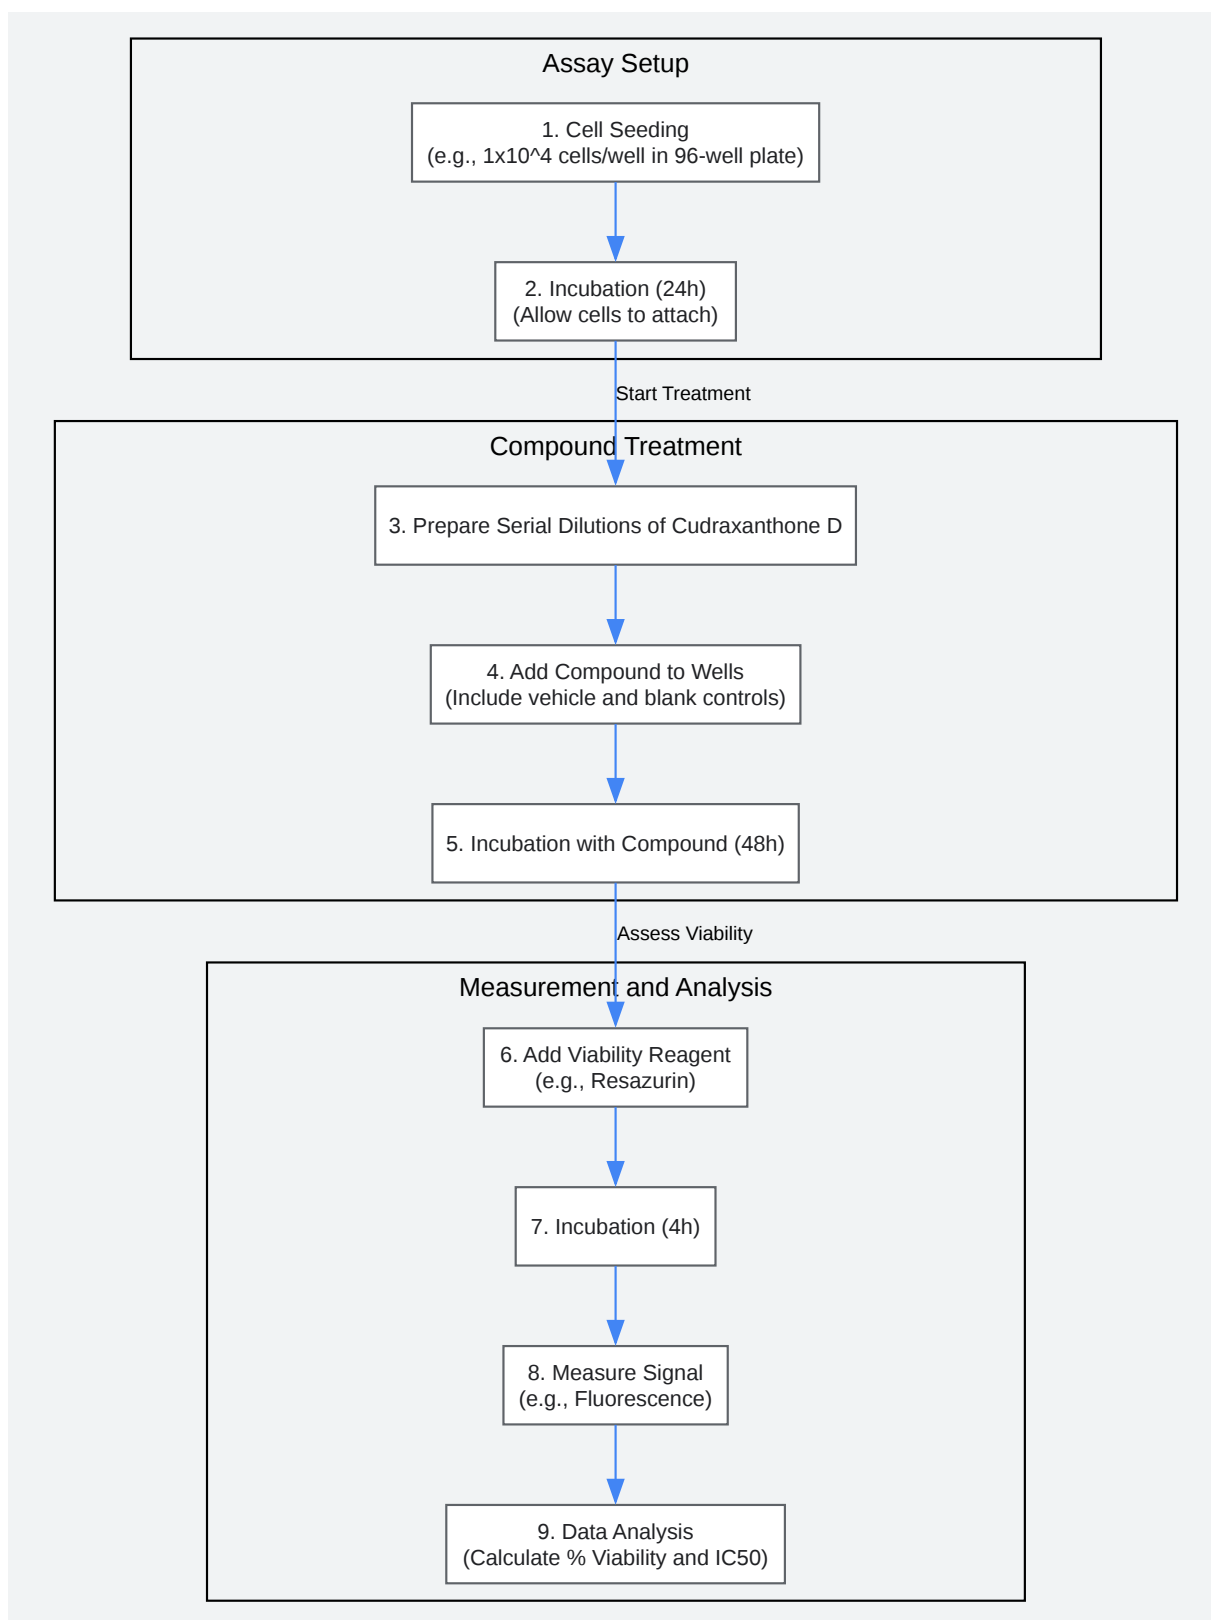 Assay Setup
1. Cell Seeding
(e.g., 1x10^4 cells/well in 96-well plate)
2. Incubation (24h)
(Allow cells to attach)
Start Treatment
Compound Treatment
3. Prepare Serial Dilutions of Cudraxanthone D
4. Add Compound to Wells
(Include vehicle and blank controls)
5. Incubation with Compound (48h)
Assess Viability
Measurement and Analysis
6. Add Viability Reagent
(e.g., Resazurin)
7. Incubation (4h)
8. Measure Signal
(e.g., Fluorescence)
9. Data Analysis
(Calculate % Viability and IC50)